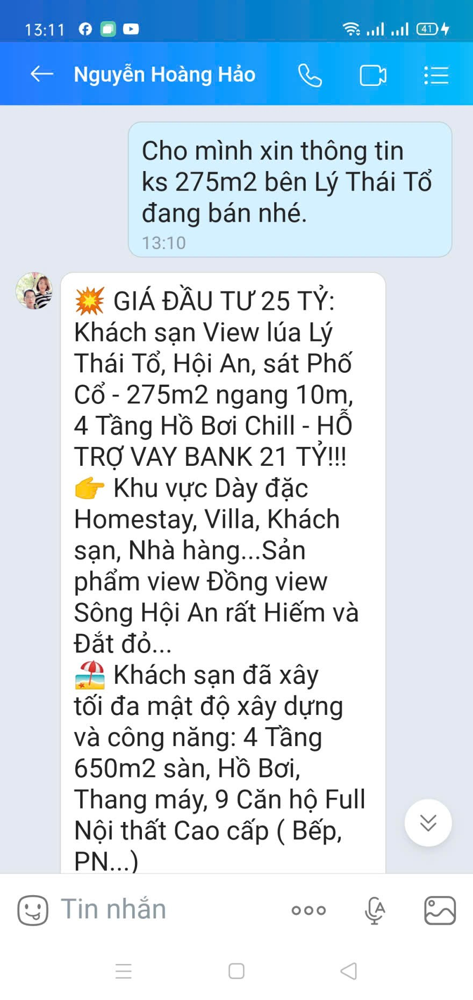 13:11
41
Nguyễn Hoàng Hảo
Cho mình xin thông tin
ks 275m2 bên Lý Thái Tổ
đang bán nhé.
13:10
💥 GIÁ ĐẦU TƯ 25 TỶ:
Khách sạn View lúa Lý
Thái Tổ, Hội An, sát Phố
Cổ - 275m2 ngang 10m,
4 Tầng Hồ Bơi Chill - HỖ
TRỢ VAY BANK 21 TỶ!!!
👉 Khu vực Dày đặc
Homestay, Villa, Khách
sạn, Nhà hàng...Sản
phẩm view Đồng view
Sông Hội An rất Hiếm và
Đắt đỏ...
🏖 Khách sạn đã xây
tối đa mật độ xây dựng
và công năng: 4 Tầng
650m2 sàn, Hồ Bơi,
Thang máy, 9 Căn hộ Full
Nội thất Cao cấp ( Bếp,
PN...)
Tin nhắn